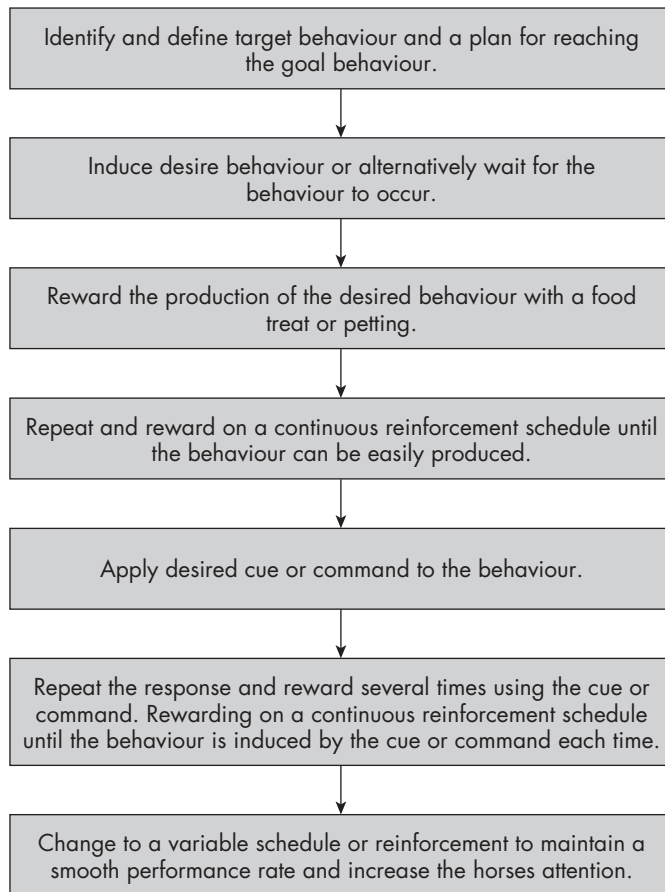 Identify and define target behaviour and a plan for reaching
the goal behaviour.
Induce desire behaviour or alternatively wait for the
behaviour to occur.
Reward the production of the desired behaviour with a food
treat or petting.
Repeat and reward on a continuous reinforcement schedule until
the behaviour can be easily produced.
Apply desired cue or command to the behaviour.
Repeat the response and reward several times using the cue or
command. Rewarding on a continuous reinforcement schedule
until the behaviour is induced by the cue or command each time.
Change to a variable schedule or reinforcement to maintain a
smooth performance rate and increase the horses attention.